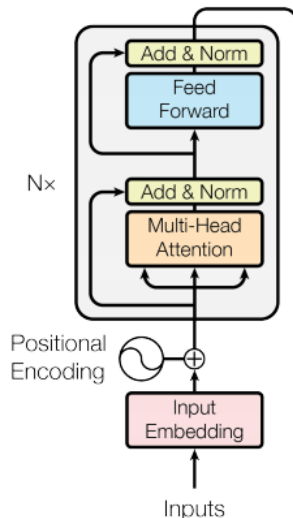 Add & Norm
Feed
Forward
N×
Add & Norm
Multi-Head
Attention
Positional
Encoding
Input
Embedding
Inputs